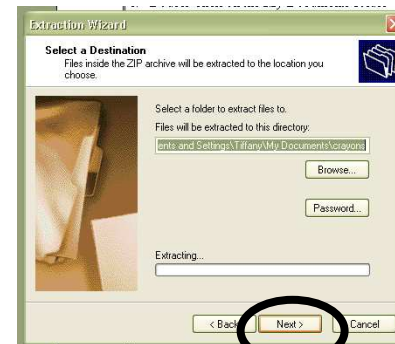 Extraction Wizard
Select a Destination
Files inside the ZIP archive will be extracted to the location you
choose.
Select a folder to extract files to.
Files will be extracted to this directory:
ents and Settings\Tiffany\My Documents\crayons
Browse...
Password...
Extracting...
< Back
Next >
Cancel